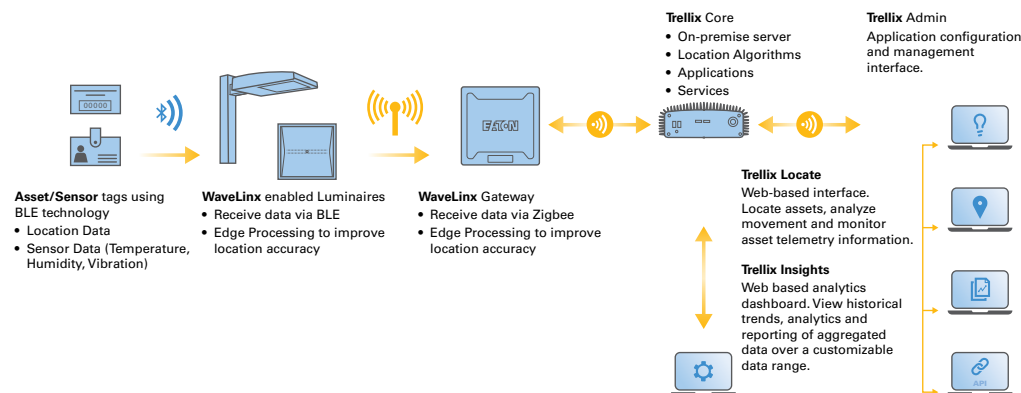 Trellix Core
• On-premise server
• Location Algorithms
• Applications
• Services
Trellix Admin
Application configuration
and management
interface.
00000
EATON
Asset/Sensor tags using
BLE technology
• Location Data
• Sensor Data (Temperature,
Humidity, Vibration)
WaveLinx enabled Luminaires
• Receive data via BLE
• Edge Processing to improve
location accuracy
WaveLinx Gateway
• Receive data via Zigbee
• Edge Processing to improve
location accuracy
Trellix Locate
Web-based interface.
Locate assets, analyze
movement and monitor
asset telemetry information.
Trellix Insights
Web based analytics
dashboard. View historical
trends, analytics and
reporting of aggregated
data over a customizable
data range.
API